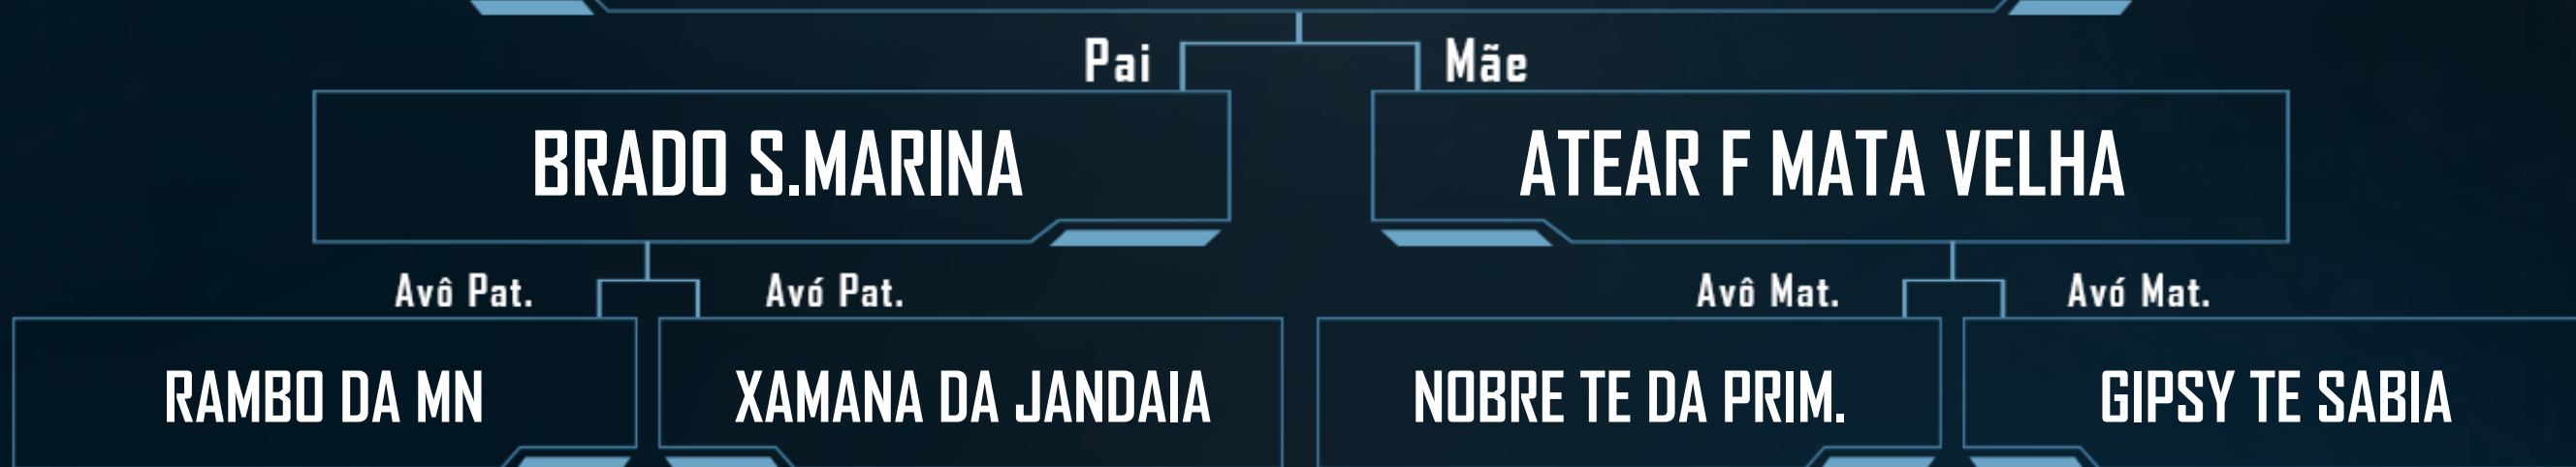 Pai Mãe
BRADO S.MARINA ATEAR F MATA VELHA
Avô Pat. Avó Pat. Avô Mat. Avó Mat.
RAMBO DA MN XAMANA DA JANDAIA NOBRE TE DA PRIM. GIPSY TE SABIA